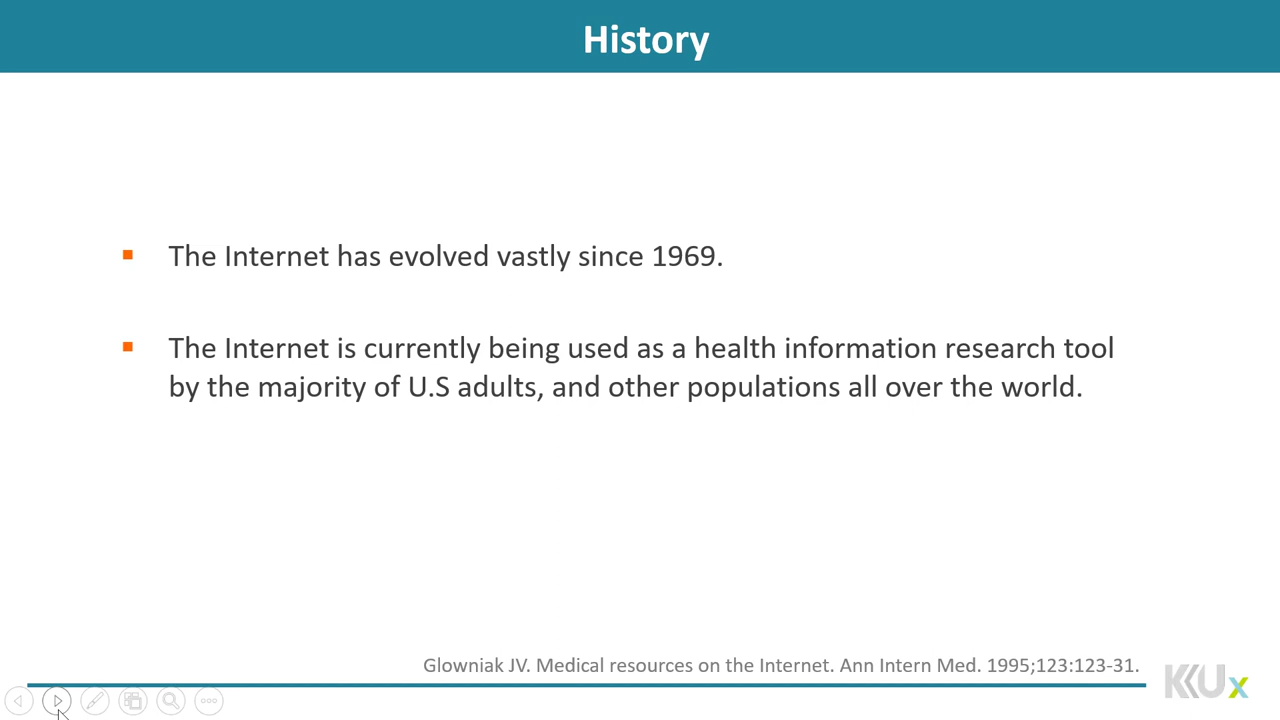 History
The Internet has evolved vastly since 1969.
The Internet is currently being used as a health information research tool
by the majority of U.S adults, and other populations all over the world.
Glowniak JV. Medical resources on the Internet. Ann Intern Med. 1995;123:123-31.
KKUx